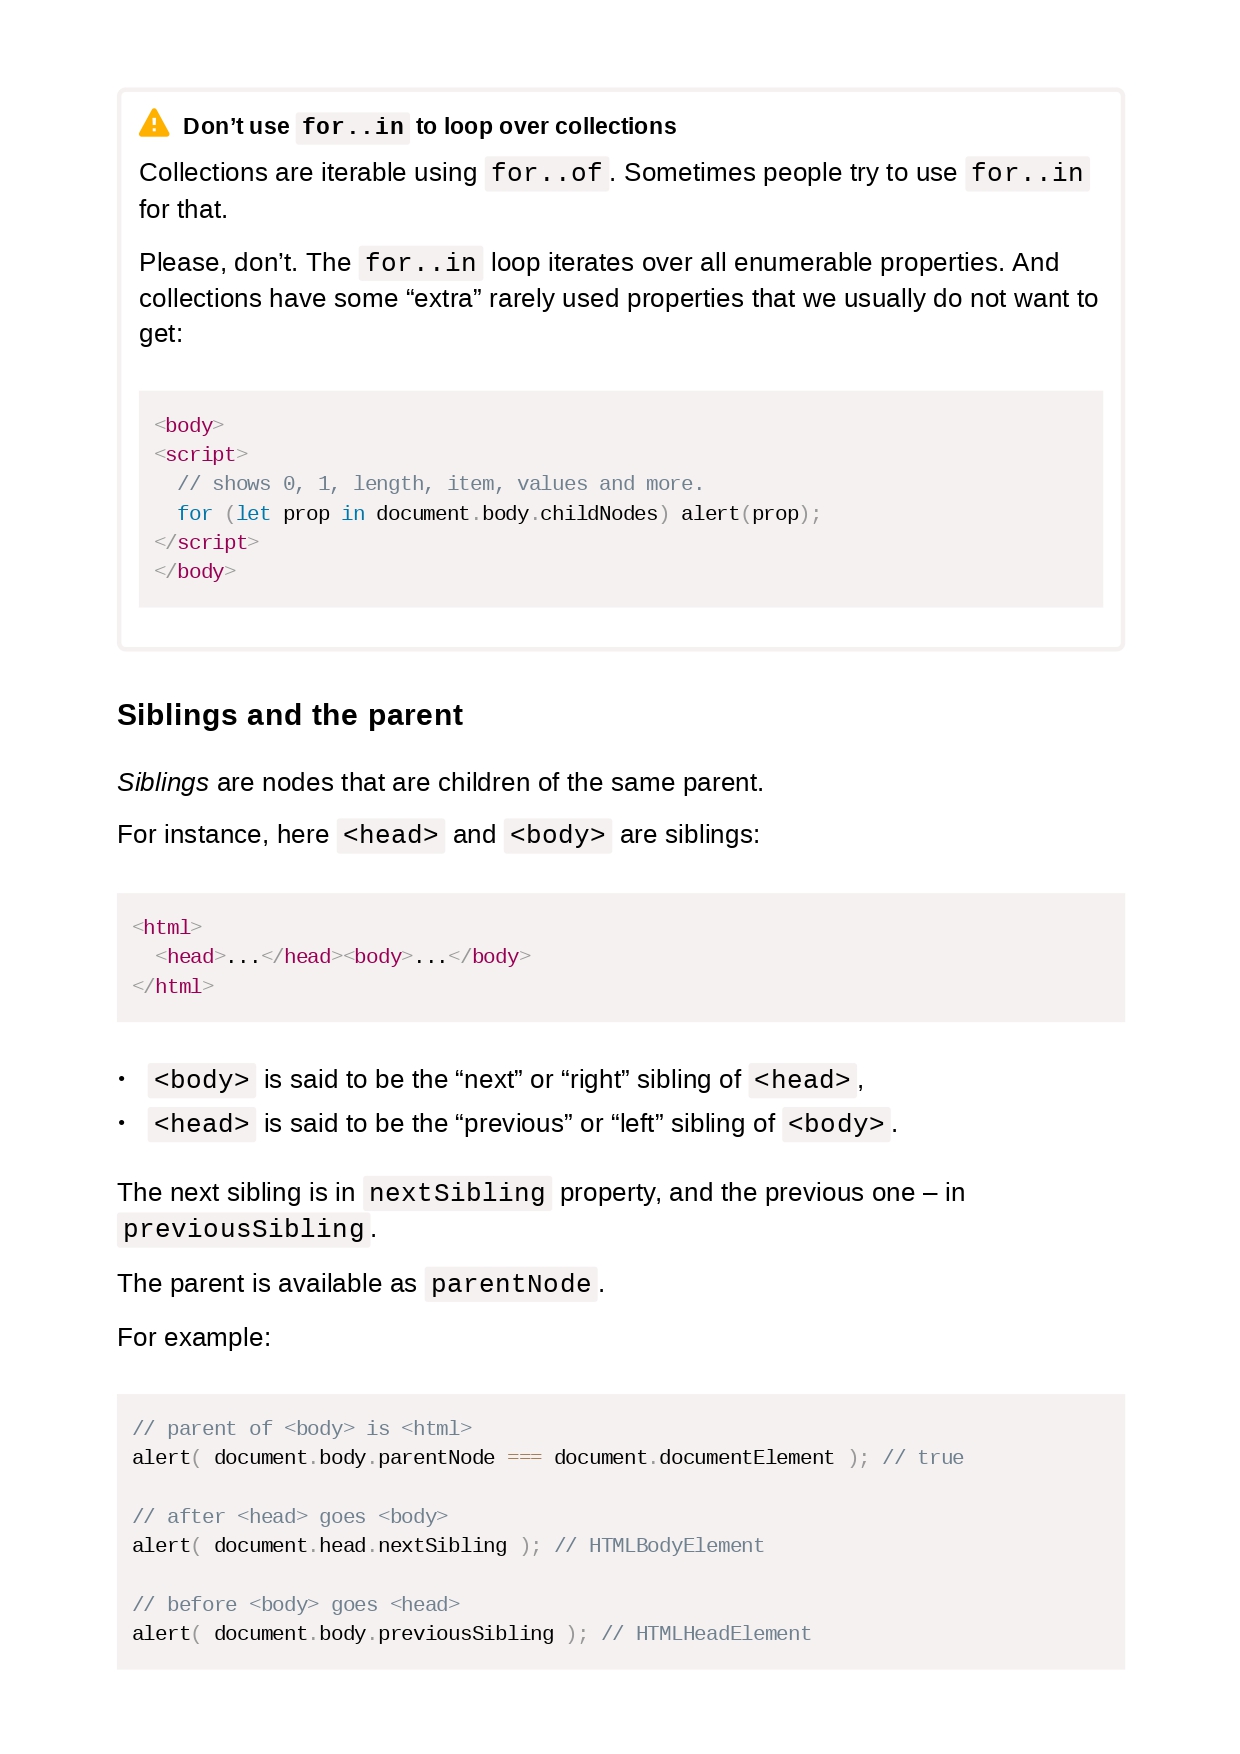 Don’t use for..in to loop over collections
Collections are iterable using for..of. Sometimes people try to use for..in
for that.
Please, don’t. The for..in loop iterates over all enumerable properties. And
collections have some “extra” rarely used properties that we usually do not want to
get:
<body>
<script>
  // shows 0, 1, length, item, values and more.
  for (let prop in document.body.childNodes) alert(prop);
</script>
</body>
Siblings and the parent
Siblings are nodes that are children of the same parent.
For instance, here <head> and <body> are siblings:
<html>
  <head>...</head><body>...</body>
</html>
• <body> is said to be the “next” or “right” sibling of <head>,
• <head> is said to be the “previous” or “left” sibling of <body>.
The next sibling is in nextSibling property, and the previous one – in
previousSibling.
The parent is available as parentNode.
For example:
// parent of <body> is <html>
alert( document.body.parentNode === document.documentElement ); // true
// after <head> goes <body>
alert( document.head.nextSibling ); // HTMLBodyElement
// before <body> goes <head>
alert( document.body.previousSibling ); // HTMLHeadElement